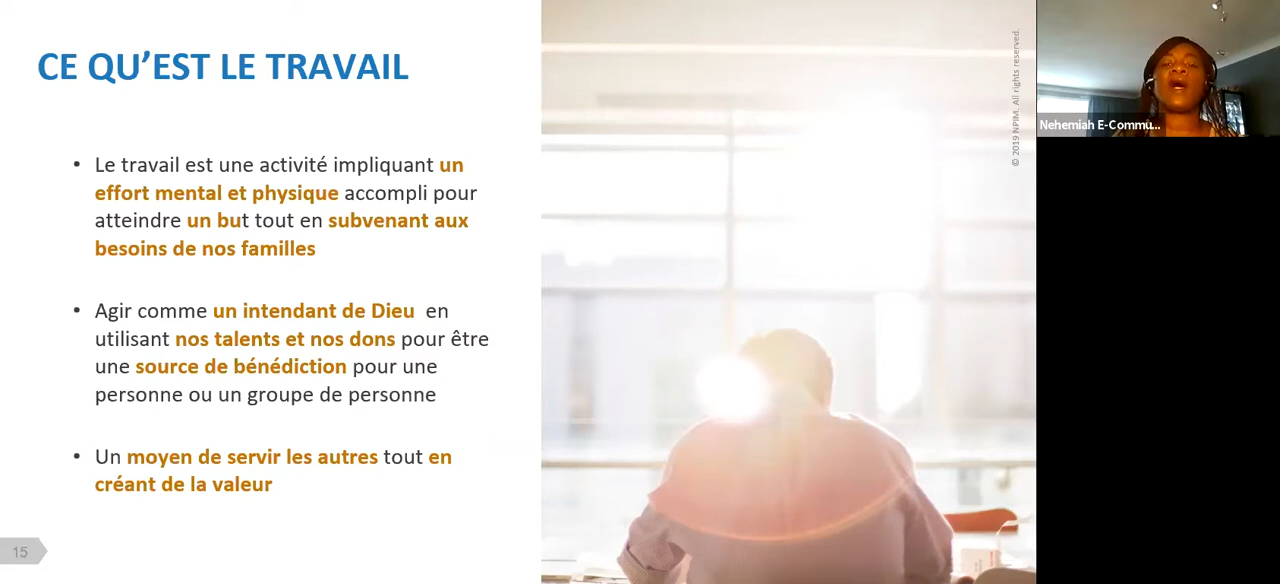 CE QU’EST LE TRAVAIL
• Le travail est une activité impliquant un
effort mental et physique accompli pour
atteindre un but tout en subvenant aux
besoins de nos familles
• Agir comme un intendant de Dieu en
utilisant nos talents et nos dons pour être
une source de bénédiction pour une
personne ou un groupe de personne
• Un moyen de servir les autres tout en
créant de la valeur
15
© 2019 NPIM. All rights reserved.
Nehemiah E-Commu...